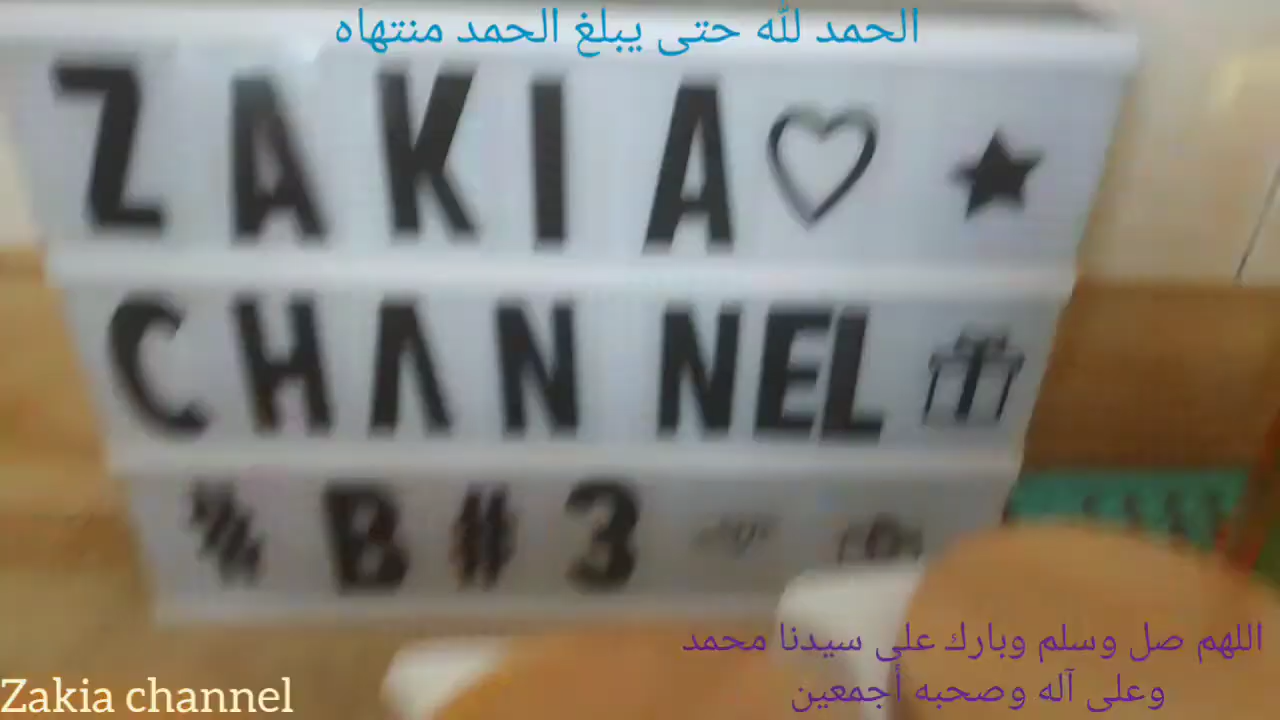 الحمد لله حتى يبلغ الحمد منتهاه
ZAKIA♡★
CHANNEL
% B # 3
اللهم صل وسلم وبارك على سيدنا محمد
وعلى آله وصحبه أجمعين
Zakia channel